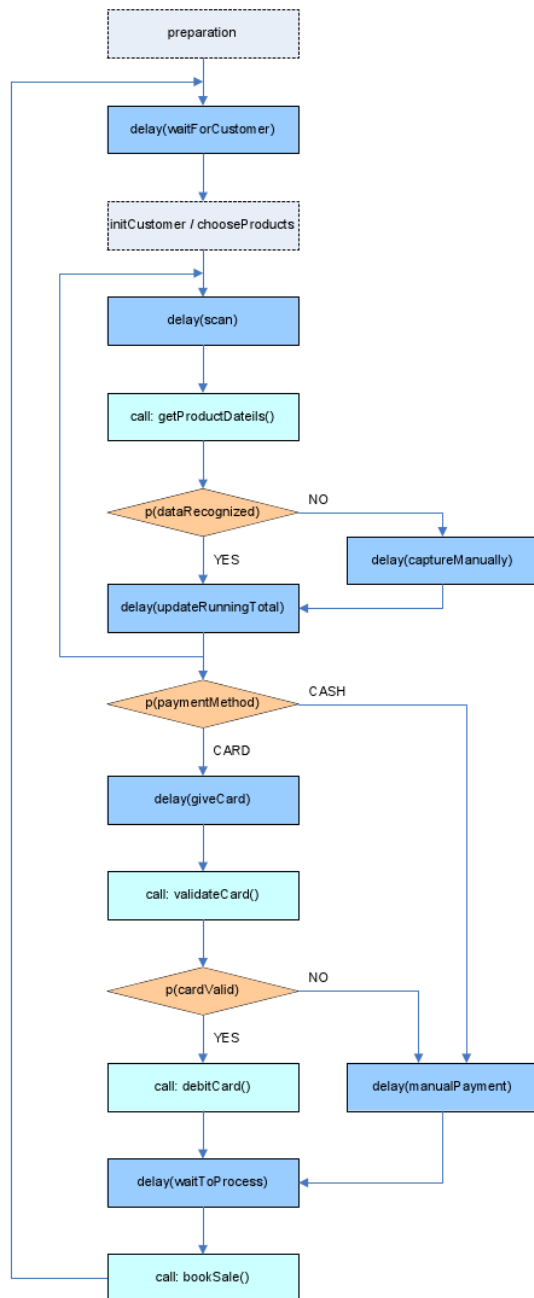 preparation
delay(waitForCustomer)
initCustomer / chooseProducts
delay(scan)
call: getProductDateils()
p(dataRecognized)
NO
delay(captureManually)
YES
delay(updateRunningTotal)
p(paymentMethod)
CASH
CARD
delay(giveCard)
call: validateCard()
p(cardValid)
NO
YES
call: debitCard()
delay(manualPayment)
delay(waitToProcess)
call: bookSale()